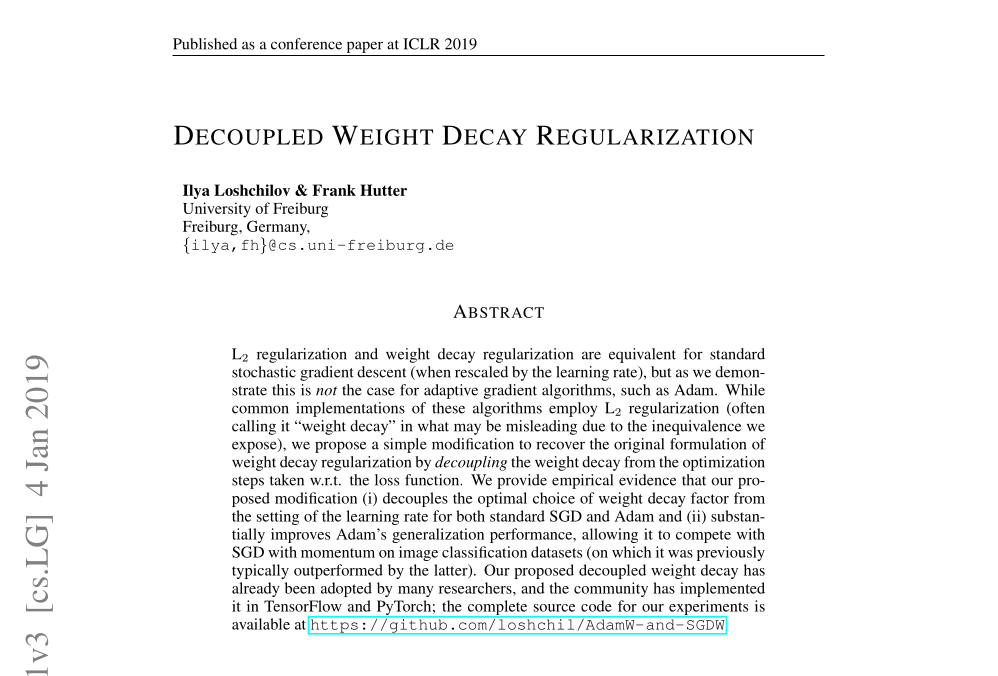 Published as a conference paper at ICLR 2019
DECOUPLED WEIGHT DECAY REGULARIZATION
Ilya Loshchilov & Frank Hutter
University of Freiburg
Freiburg, Germany,
{ilya,fh}@cs.uni-freiburg.de
ABSTRACT
L₂ regularization and weight decay regularization are equivalent for standard
stochastic gradient descent (when rescaled by the learning rate), but as we demon-
strate this is not the case for adaptive gradient algorithms, such as Adam. While
common implementations of these algorithms employ L₂ regularization (often
calling it “weight decay” in what may be misleading due to the inequivalence we
expose), we propose a simple modification to recover the original formulation of
weight decay regularization by decoupling the weight decay from the optimization
steps taken w.r.t. the loss function. We provide empirical evidence that our pro-
posed modification (i) decouples the optimal choice of weight decay factor from
the setting of the learning rate for both standard SGD and Adam and (ii) substan-
tially improves Adam’s generalization performance, allowing it to compete with
SGD with momentum on image classification datasets (on which it was previously
typically outperformed by the latter). Our proposed decoupled weight decay has
already been adopted by many researchers, and the community has implemented
it in TensorFlow and PyTorch; the complete source code for our experiments is
available at https://github.com/loshchil/AdamW-and-SGDW
1v3 [cs.LG] 4 Jan 2019